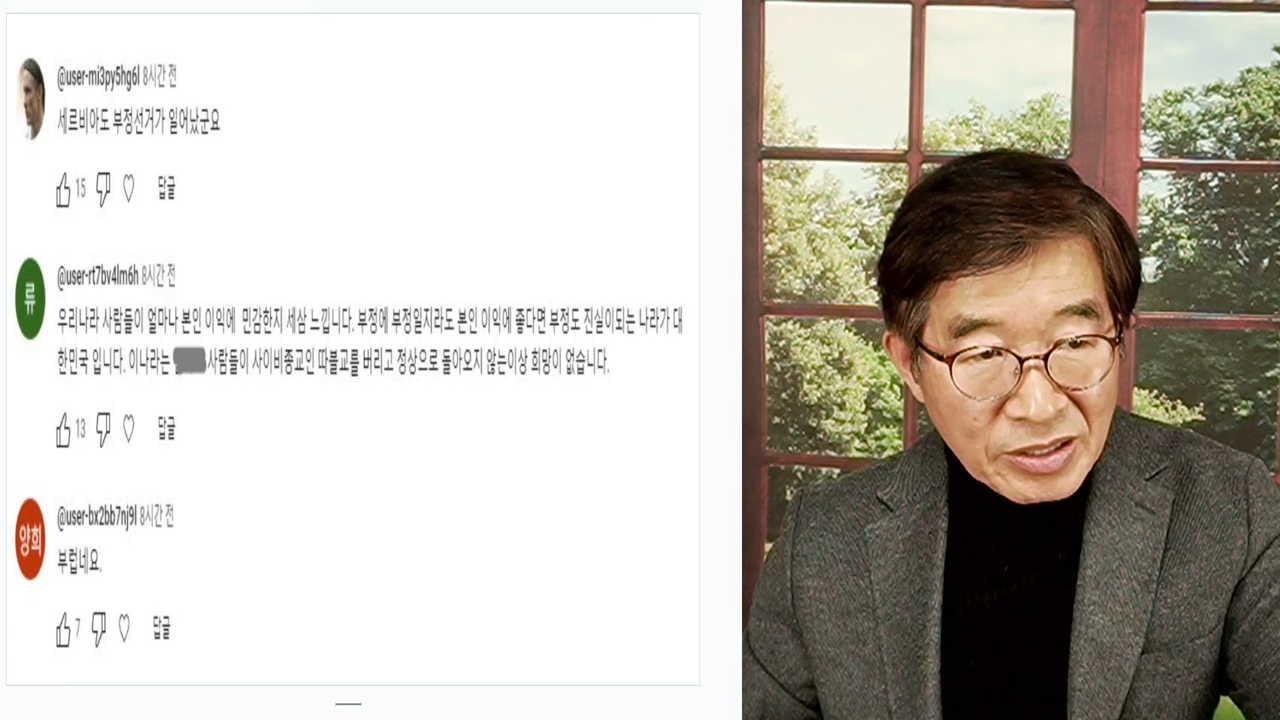 @user-mi3py5hg6l 8시간 전
세르비아도 부정선거가 일어났군요
15 답글
류
@user-rt7bv4lm6h 8시간 전
우리나라 사람들이 얼마나 본인 이익에 민감한지 세삼 느낍니다. 부정에 부정일지라도 본인 이익에 좋다면 부정도 진실이되는 나라가 대
한민국 입니다. 이나라는 사람들이 사이비종교인 따불교를 버리고 정상으로 돌아오지 않는이상 희망이 없습니다.
13 답글
양희
@user-bx2bb7nj9l 8시간 전
부럽네요.
7 답글